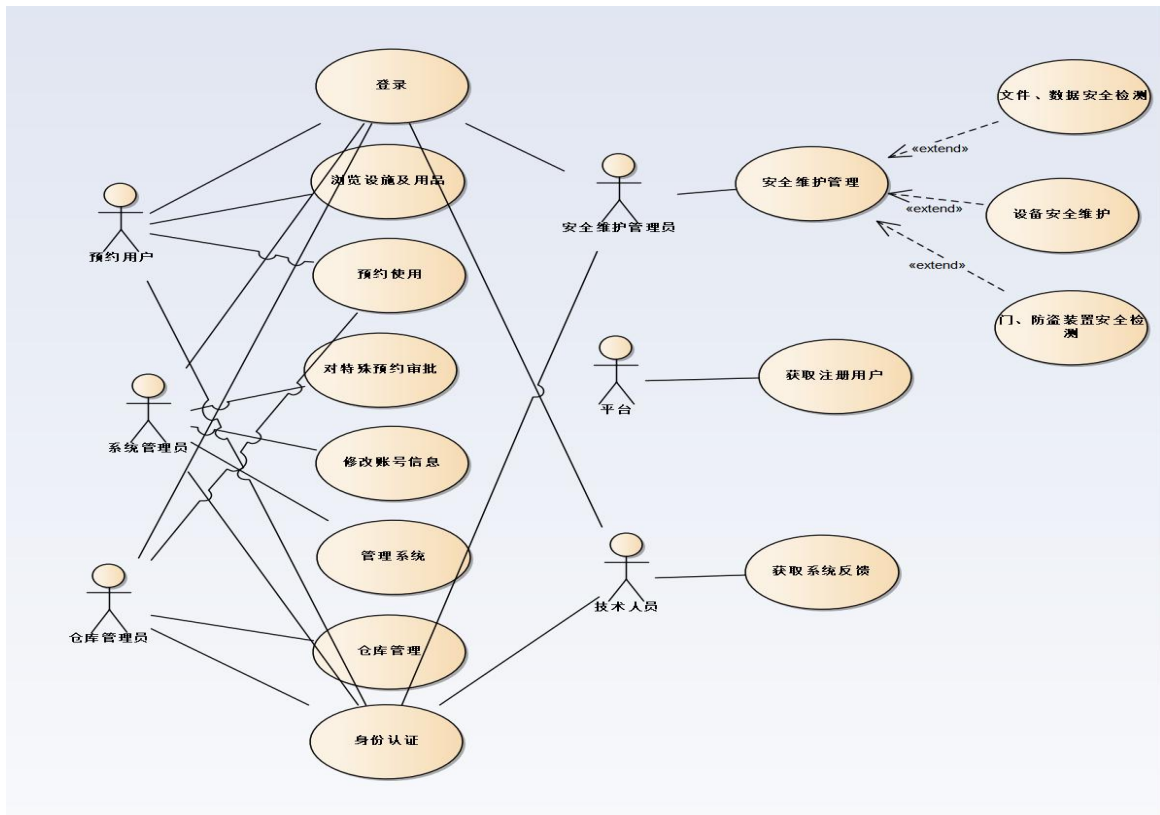 登录
文件、数据安全检测
浏览设施及用品
«extend»
安全维护管理
«extend»
设备安全维护
安全维护管理员
预约用户
«extend»
预约使用
门、防盗装置安全检
测
对特殊预约审批
获取注册用户
平台
系统管理员
修改账号信息
管理系统
获取系统反馈
技术人员
仓库管理员
仓库管理
身份认证